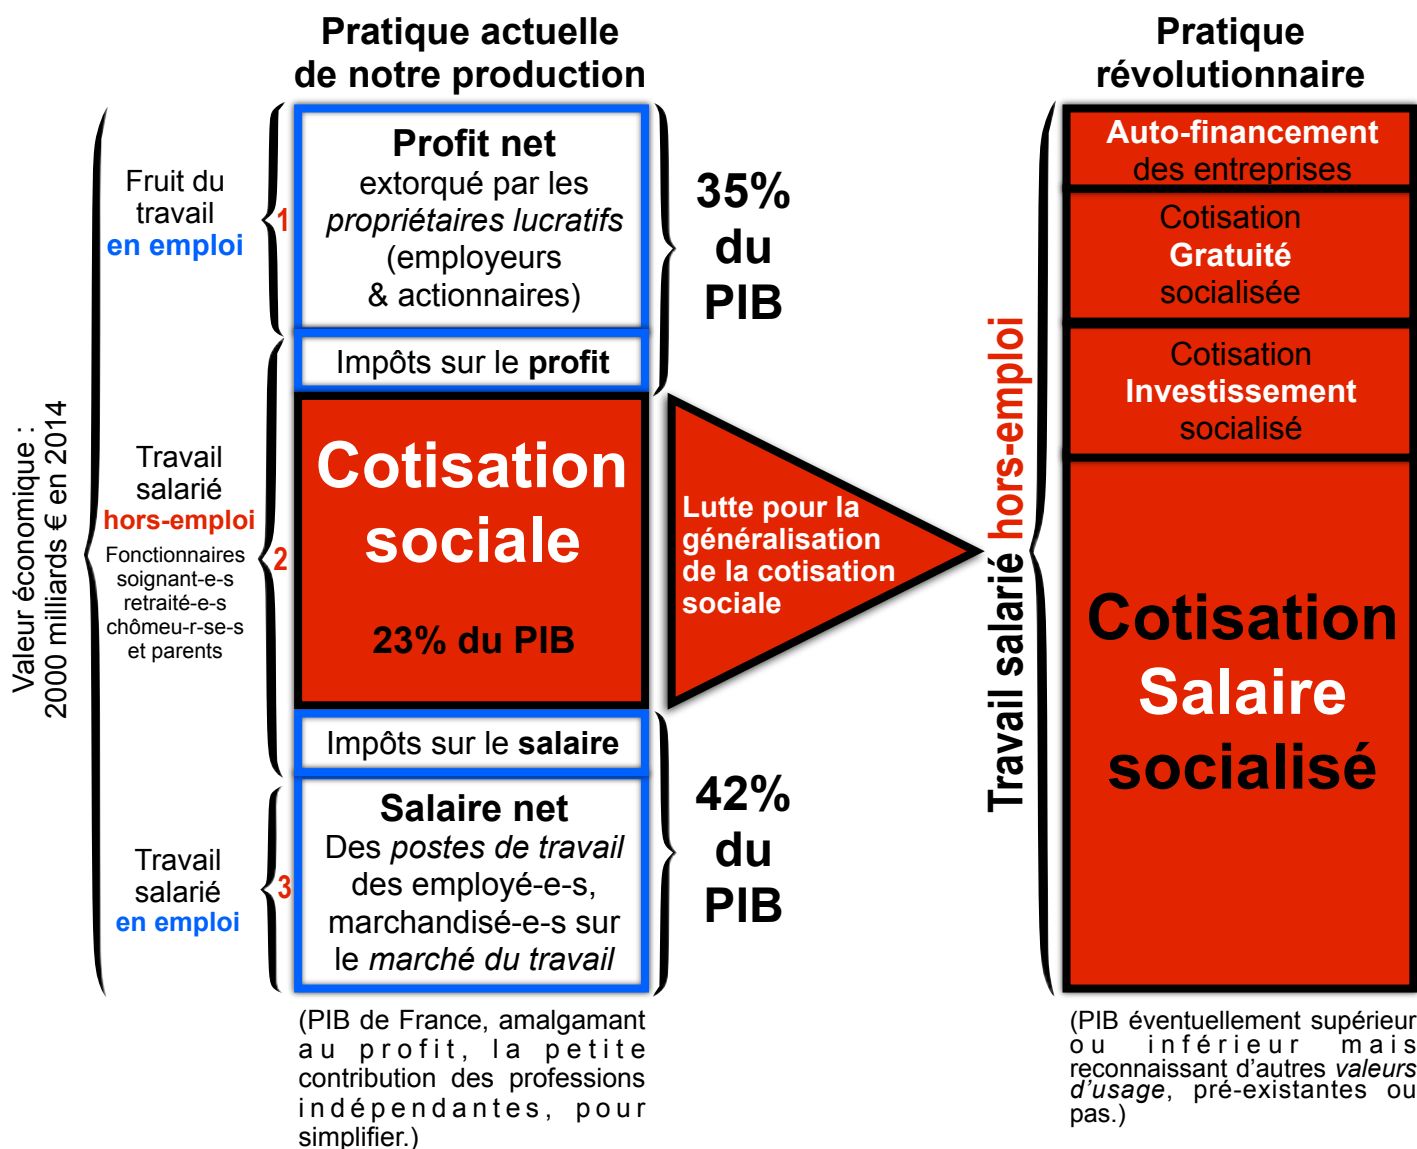 Pratique actuelle
de notre production
Pratique
révolutionnaire
Valeur économique :
2000 milliards € en 2014
Fruit du
travail
en emploi
1
Profit net
extorqué par les
propriétaires lucratifs
(employeurs
& actionnaires)
35%
du
PIB
Impôts sur le profit
Travail
salarié
hors-emploi
Fonctionnaires
soignant-e-s
retraité-e-s
chômeu-r-se-s
et parents
2
Cotisation
sociale
23% du PIB
Lutte pour la
généralisation
de la cotisation
sociale
Impôts sur le salaire
Travail
salarié
en emploi
3
Salaire net
Des postes de travail
des employé-e-s,
marchandisé-e-s sur
le marché du travail
42%
du
PIB
(PIB de France, amalgamant
au profit, la petite
contribution des professions
indépendantes, pour
simplifier.)
Travail salarié hors-emploi
Auto-financement
des entreprises
Cotisation
Gratuité
socialisée
Cotisation
Investissement
socialisé
Cotisation
Salaire
socialisé
(PIB éventuellement supérieur
ou inférieur mais
reconnaissant d'autres valeurs
d'usage, pré-existantes ou
pas.)